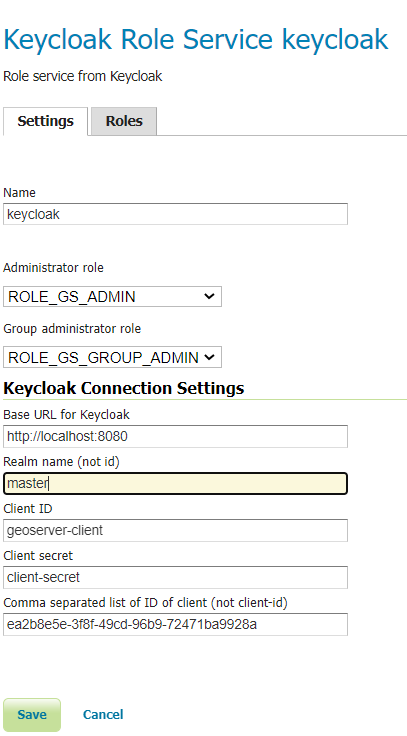 Keycloak Role Service keycloak
Role service from Keycloak
Settings Roles
Name
keycloak
Administrator role
ROLE_GS_ADMIN
Group administrator role
ROLE_GS_GROUP_ADMIN
Keycloak Connection Settings
Base URL for Keycloak
http://localhost:8080
Realm name (not id)
master
Client ID
geoserver-client
Client secret
client-secret
Comma separated list of ID of client (not client-id)
ea2b8e5e-3f8f-49cd-96b9-72471ba9928a
Save Cancel